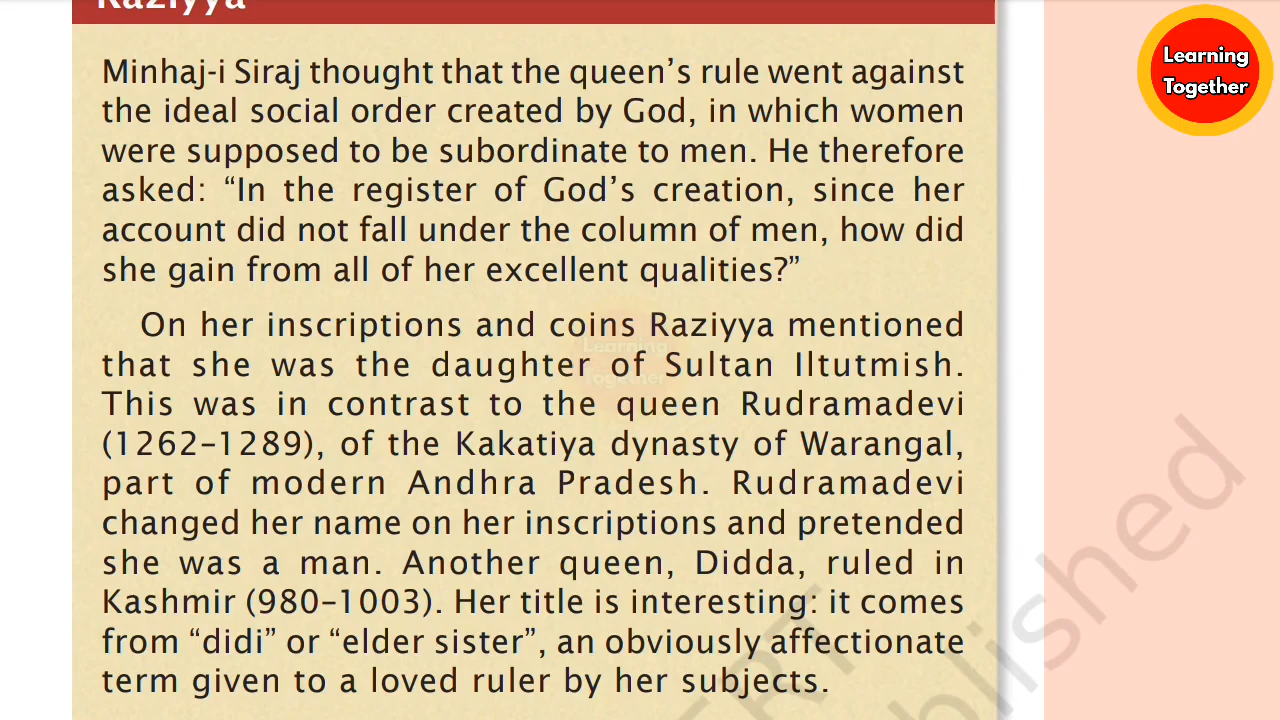 Raziyya
Learning
Together
Minhaj-i Siraj thought that the queen’s rule went against
the ideal social order created by God, in which women
were supposed to be subordinate to men. He therefore
asked: “In the register of God’s creation, since her
account did not fall under the column of men, how did
she gain from all of her excellent qualities?”
On her inscriptions and coins Raziyya mentioned
that she was the daughter of Sultan Iltutmish.
This was in contrast to the queen Rudramadevi
(1262–1289), of the Kakatiya dynasty of Warangal,
part of modern Andhra Pradesh. Rudramadevi
changed her name on her inscriptions and pretended
she was a man. Another queen, Didda, ruled in
Kashmir (980–1003). Her title is interesting: it comes
from “didi” or “elder sister”, an obviously affectionate
term given to a loved ruler by her subjects.
Learning
Together